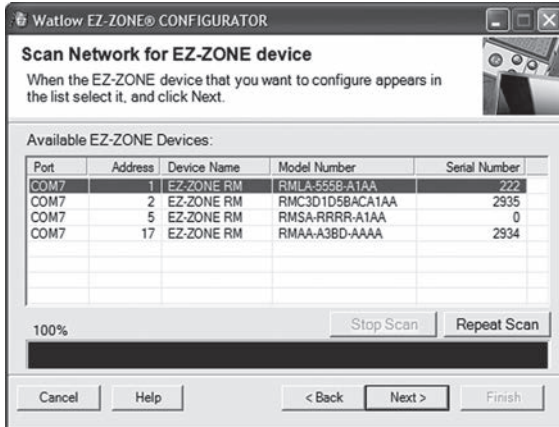 Watlow EZ-ZONE® CONFIGURATOR
Scan Network for EZ-ZONE device
When the EZ-ZONE device that you want to configure appears in
the list select it, and click Next.
Available EZ-ZONE Devices:
Port Address Device Name Model Number Serial Number
COM7 1 EZ-ZONE RM RMLA-555B-A1AA 222
COM7 2 EZ-ZONE RM RMC3D1D5BACA1AA 2935
COM7 5 EZ-ZONE RM RMSA-RRRR-A1AA 0
COM7 17 EZ-ZONE RM RMAA-A3BD-AAAA 2934
100% Stop Scan Repeat Scan
Cancel Help < Back Next > Finish